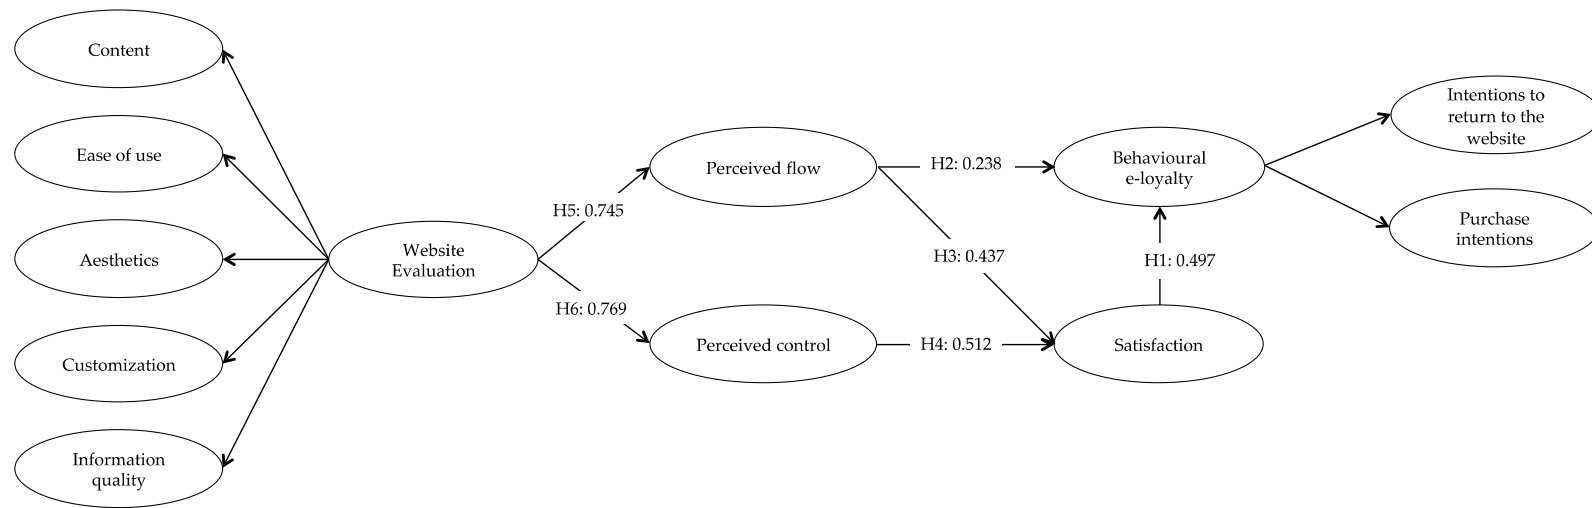 Content
Ease of use
Aesthetics
Customization
Information
quality
Website
Evaluation
H5: 0.745
H6: 0.769
Perceived flow
Perceived control
H2: 0.238
H3: 0.437
H4: 0.512
Behavioural
e-loyalty
H1: 0.497
Satisfaction
Intentions to
return to the
website
Purchase
intentions